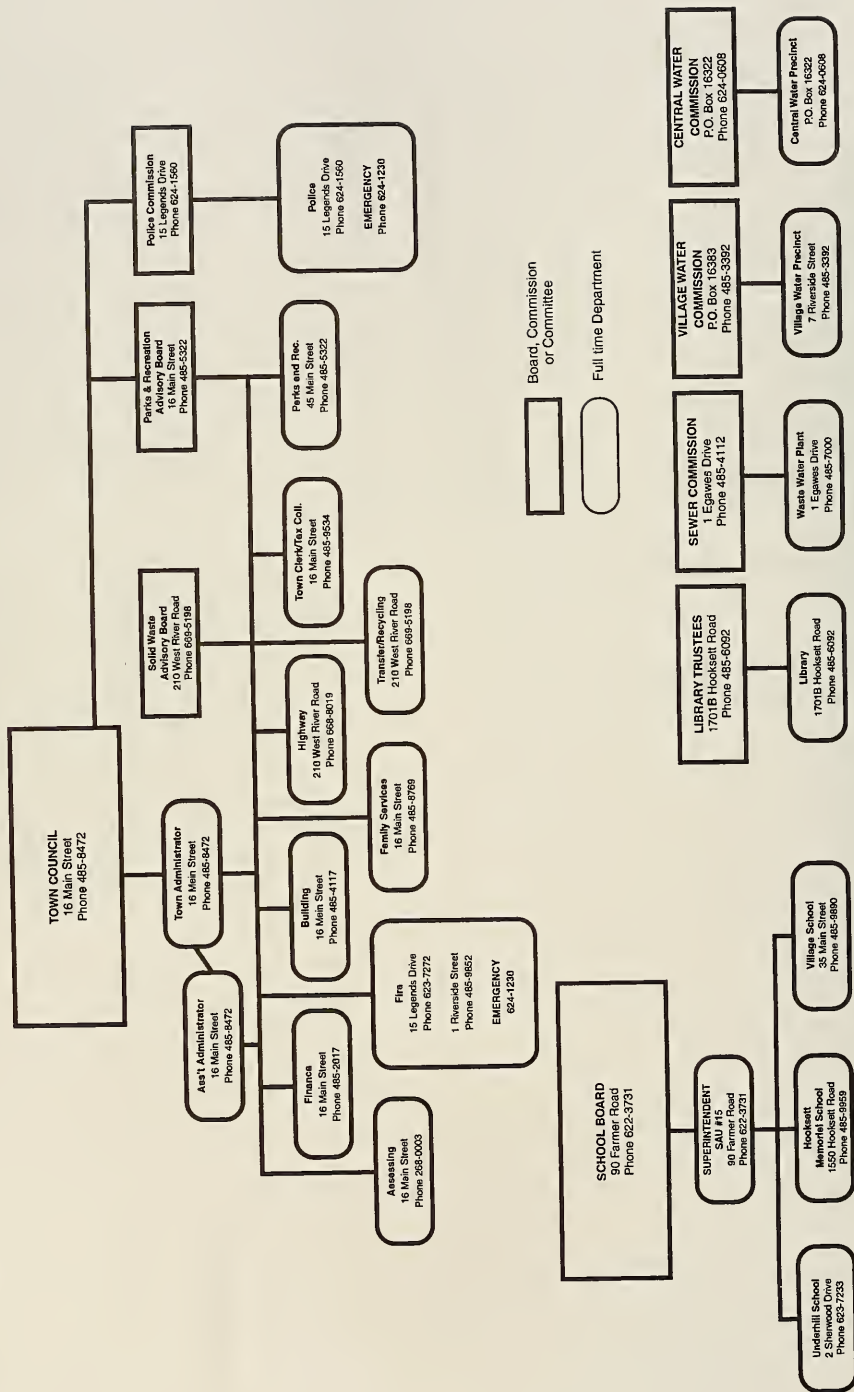 TOWN COUNCIL
16 Main Street
Phone 485-8472
Ass't Administrator
16 Main Street
Phone 485-8472
Town Administrator
16 Mein Street
Phone 485-8472
Solid Waste
Advisory Board
210 West River Road
Phone 669-5198
Parks & Recreation
Advisory Board
16 Main Street
Phone 485-5322
Police Commission
15 Legends Drive
Phone 624-1560
Assessing
16 Main Street
Phone 268-0003
Finance
16 Main Street
Phone 485-2017
Fire
15 Legends Drive
Phone 623-7272
1 Riverside Street
Phone 485-9852
EMERGENCY
624-1230
Building
16 Main Street
Phone 485-4117
Family Services
16 Main Street
Phone 485-8769
Highway
210 West River Road
Phone 668-8019
Transfer/Recycling
210 West River Road
Phone 669-5198
Town Clerk/Tax Coll.
16 Main Street
Phone 485-9534
Parks and Rec.
45 Main Street
Phone 485-5322
Police
15 Legends Drive
Phone 624-1560
EMERGENCY
Phone 624-1230
Board, Commission
or Committee
Full time Department
SCHOOL BOARD
90 Farmer Road
Phone 622-3731
SUPERINTENDENT
SAU #15
90 Farmer Road
Phone 622-3731
Underhill School
2 Sherwood Drive
Phone 623-7233
Hooksett
Memoriel School
1550 Hooksett Road
Phone 485-9959
Village School
35 Main Street
Phone 485-9890
LIBRARY TRUSTEES
1701B Hooksett Road
Phone 485-6092
Library
1701B Hooksett Road
Phone 485-6092
SEWER COMMISSION
1 Egawes Drive
Phone 485-4112
Waste Water Plant
1 Egawes Drive
Phone 485-7000
VILLAGE WATER
COMMISSION
P.O. Box 16383
Phone 485-3392
Village Water Precinct
7 Riverside Street
Phone 485-3392
CENTRAL WATER
COMMISSION
P.O. Box 16322
Phone 624-0608
Central Water Precinct
P.O. Box 16322
Phone 624-0608